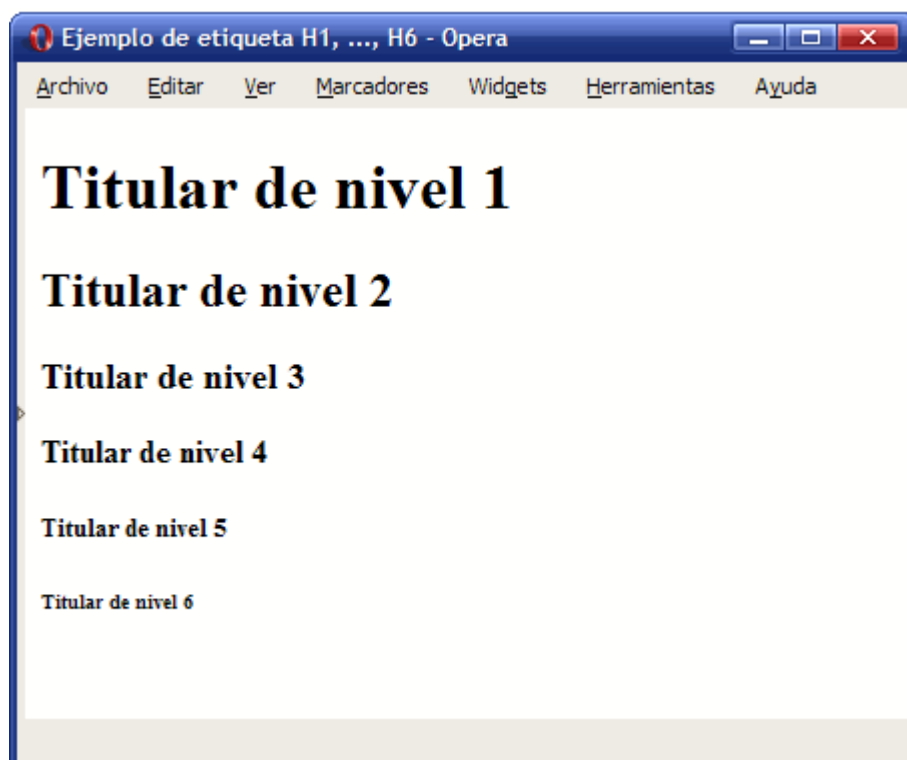 Ejemplo de etiqueta H1, ..., H6 - Opera
Archivo Editar Ver Marcadores Widgets Herramientas Ayuda
Titular de nivel 1
Titular de nivel 2
Titular de nivel 3
Titular de nivel 4
Titular de nivel 5
Titular de nivel 6